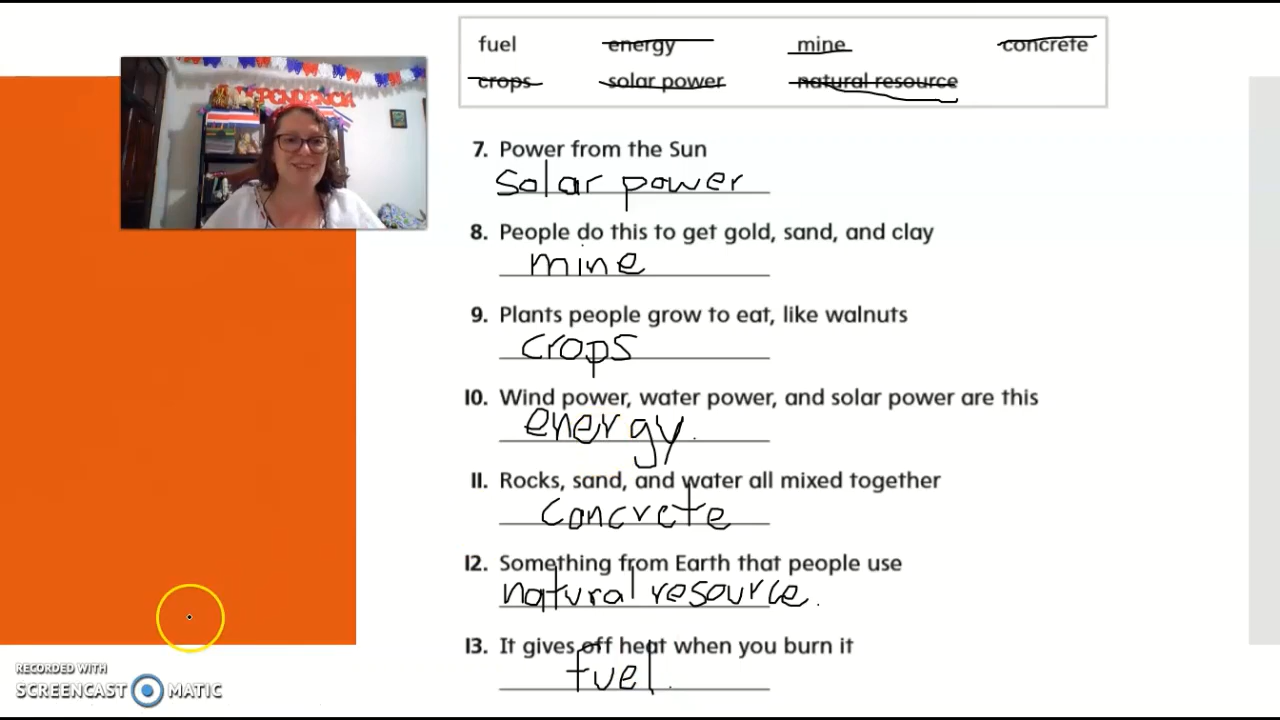 fuel energy mine concrete
crops solar power natural resource
7. Power from the Sun
solar power
8. People do this to get gold, sand, and clay
mine
9. Plants people grow to eat, like walnuts
crops
10. Wind power, water power, and solar power are this
energy.
11. Rocks, sand, and water all mixed together
concrete
12. Something from Earth that people use
natural resource.
13. It gives off heat when you burn it
fuel.
RECORDED WITH
SCREENCAST MATIC